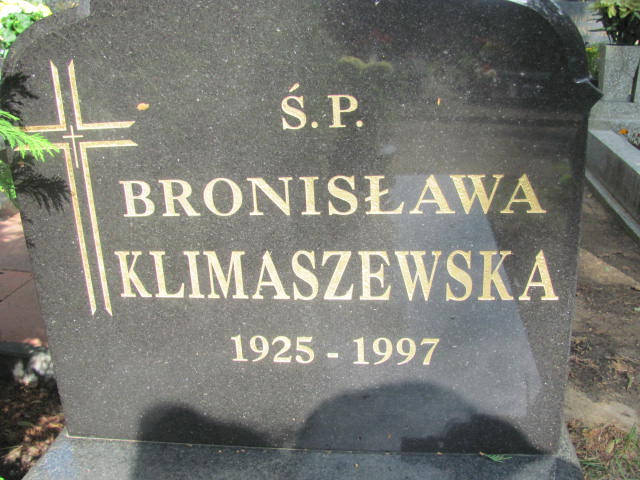 Ś.P.
BRONISŁAWA
KLIMASZEWSKA
1925 - 1997